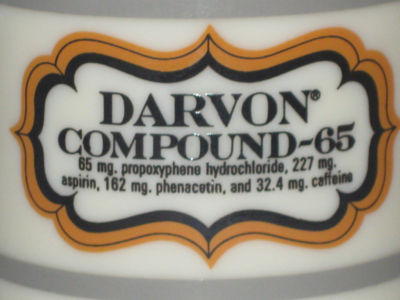 DARVON®
COMPOUND-65
65 mg. propoxyphene hydrochloride, 227 mg.
aspirin, 162 mg. phenacetin, and 32.4 mg. caffeine